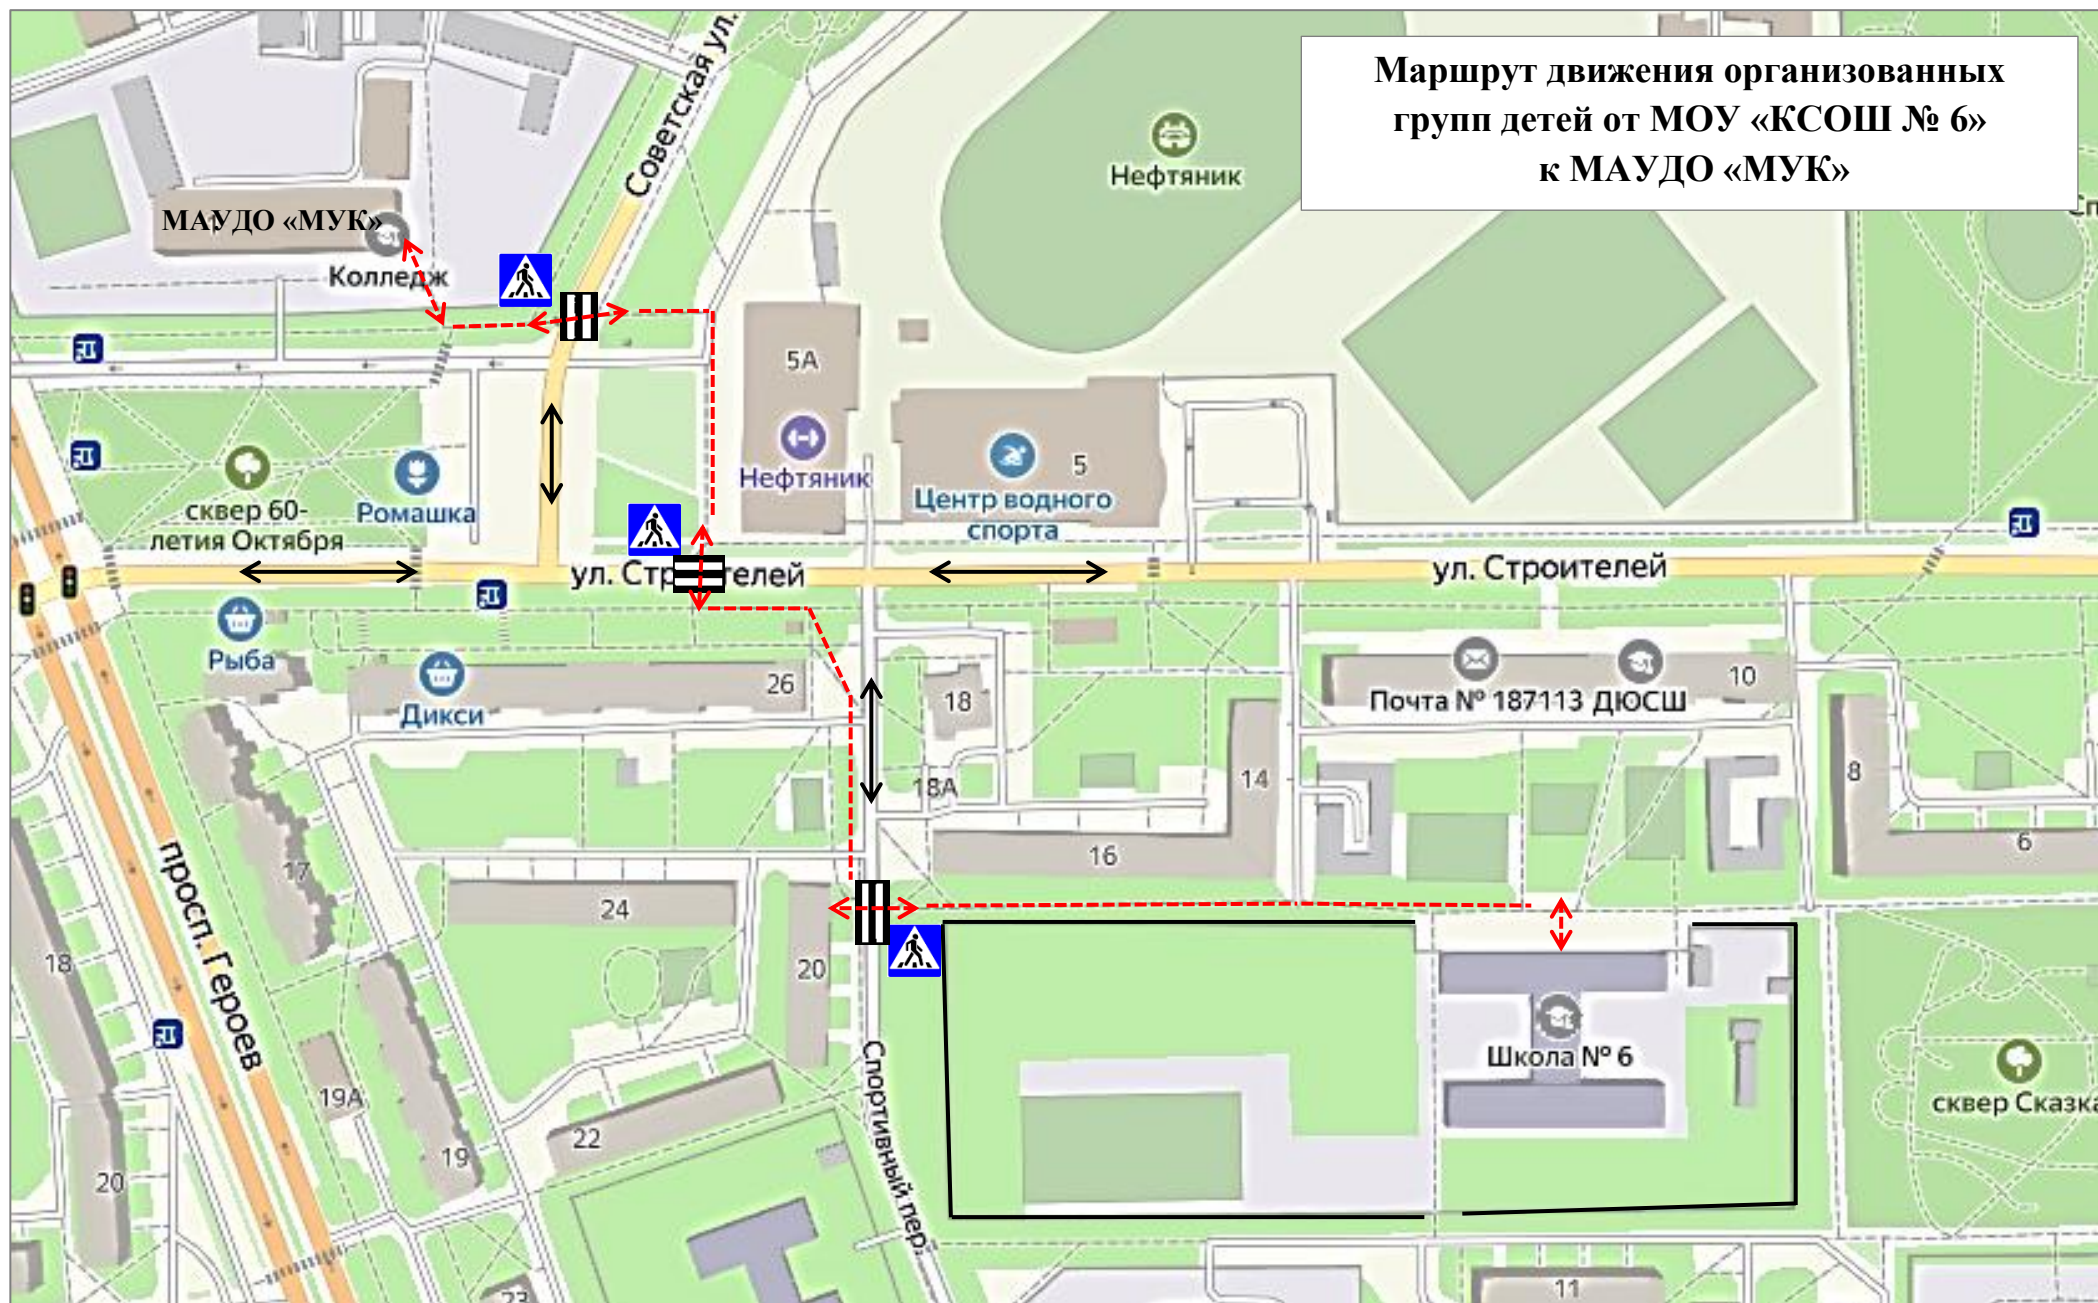 Маршрут движения организованных
групп детей от МОУ «КСОШ № 6»
к МАУДО «МУК»
Советская ул.
Нефтяник
МАУДО «МУК»
Колледж
5А
Нефтяник
5
Центр водного
спорта
сквер 60-
летия Октября
Ромашка
ул. Стр
телей
ул. Строителей
Рыба
Дикси
26
18
18А
Почта № 187113
ДЮСШ
10
14
16
8
6
17
24
20
18
просп. Героев
19А
19
22
20
23
Спортивный пер.
Школа № 6
сквер Сказка
11